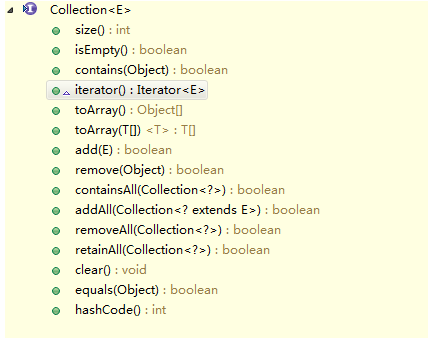 Collection<E>
size() : int
isEmpty() : boolean
contains(Object) : boolean
iterator() : Iterator<E>
toArray() : Object[]
toArray(T[]) <T> : T[]
add(E) : boolean
remove(Object) : boolean
containsAll(Collection<?>) : boolean
addAll(Collection<? extends E>) : boolean
removeAll(Collection<?>) : boolean
retainAll(Collection<?>) : boolean
clear() : void
equals(Object) : boolean
hashCode() : int